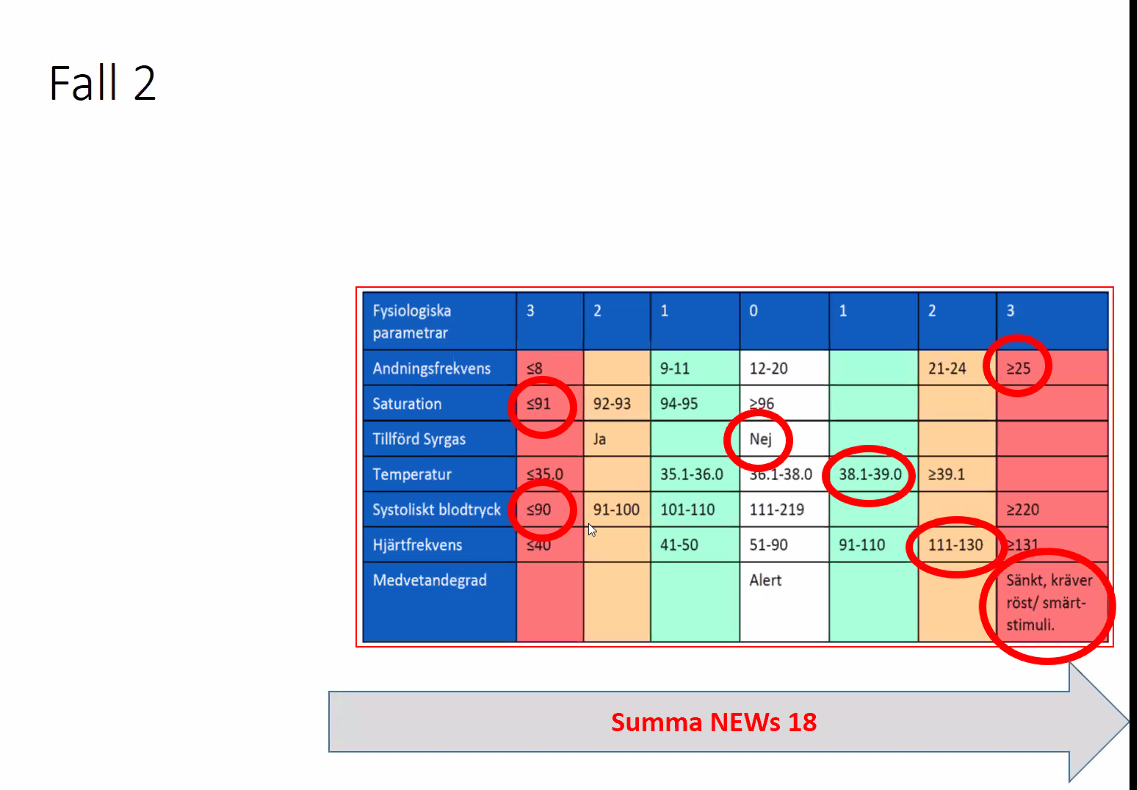 Fall 2
Fysiologiska parametrar 3 2 1 0 1 2 3
Andningsfrekvens ≤8 9-11 12-20 21-24 ≥25
Saturation ≤91 92-93 94-95 ≥96
Tillförd Syrgas Ja Nej
Temperatur ≤35.0 35.1-36.0 36.1-38.0 38.1-39.0 ≥39.1
Systoliskt blodtryck ≤90 91-100 101-110 111-219 ≥220
Hjärtfrekvens ≤40 41-50 51-90 91-110 111-130 ≥131
Medvetandegrad Alert Sänkt, kräver
röst/ smärt-
stimuli.
Summa NEWs 18